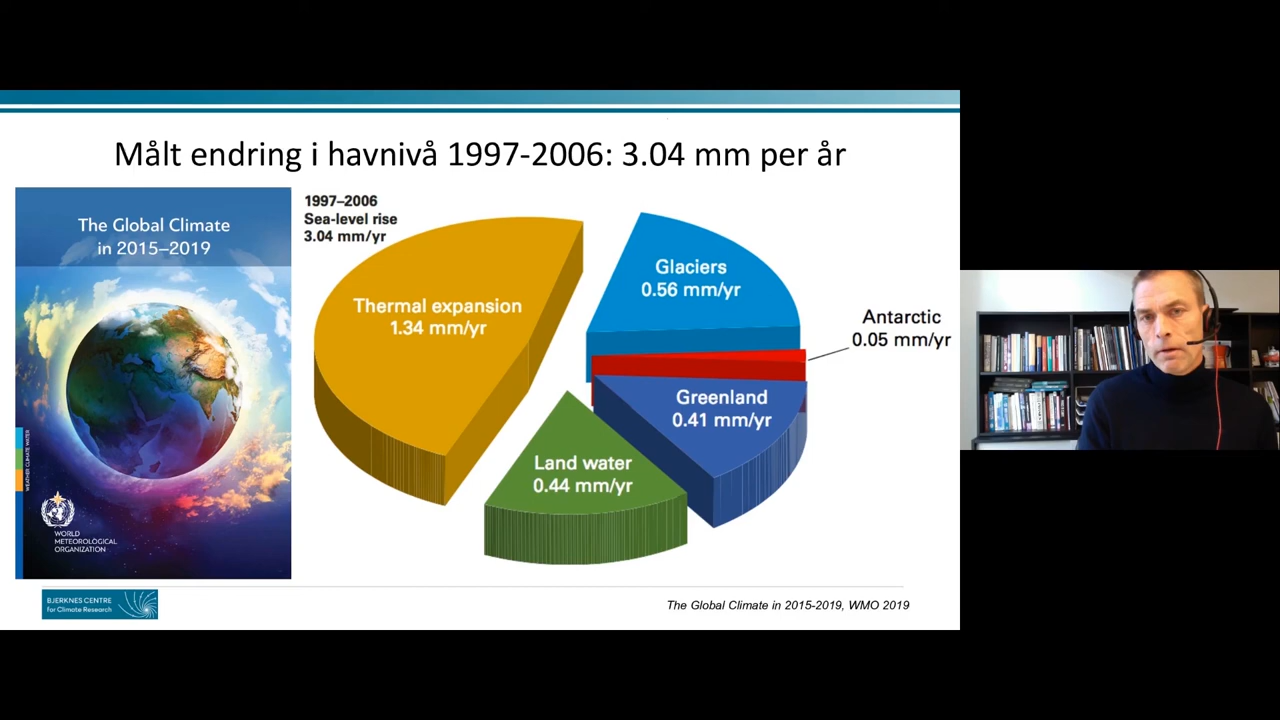 Målt endring i havnivå 1997-2006: 3.04 mm per år
The Global Climate
in 2015–2019
WEATHER CLIMATE WATER
WORLD
METEOROLOGICAL
ORGANIZATION
1997–2006
Sea-level rise
3.04 mm/yr
Thermal expansion
1.34 mm/yr
Glaciers
0.56 mm/yr
Antarctic
0.05 mm/yr
Greenland
0.41 mm/yr
Land water
0.44 mm/yr
BJERKNES CENTRE
for Climate Research
The Global Climate in 2015-2019, WMO 2019